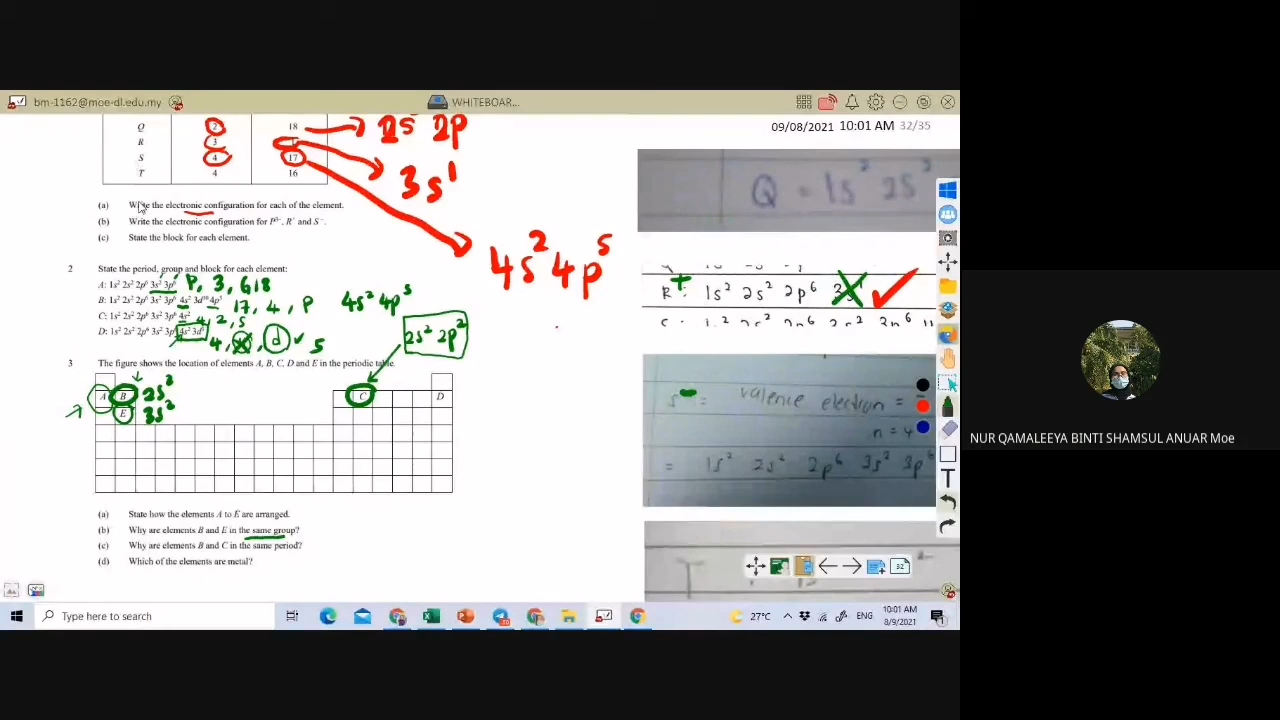 bm-1162@moe-dl.edu.my
WHITEBOAR...
09/08/2021 10:01 AM 32/35
Q 2 18 → 2s 2p
R 3
S 4 17
T 4 16
3s¹
4s² 4p⁵
(a) Write the electronic configuration for each of the element.
(b) Write the electronic configuration for P³⁻, R⁺ and S⁻.
(c) State the block for each element.
2 State the period, group and block for each element:
A: 1s² 2s² 2p⁶ 3s² 3p⁶ P, 3, 18
B: 1s² 2s² 2p⁶ 3s² 3p⁶ 4s² 3d¹⁰ 4p⁵ 17, 4, P 4s² 4p⁵
C: 1s² 2s² 2p⁶ 3s² 3p⁶ 4s² 4, 2, s
D: 1s² 2s² 2p⁶ 3s² 3p⁶ 4s² 3d³
4, d 5
2s² 2p²
3 The figure shows the location of elements A, B, C, D and E in the periodic table.
A B 2s² C D
E 3s²
(a) State how the elements A to E are arranged.
(b) Why are elements B and E in the same group?
(c) Why are elements B and C in the same period?
(d) Which of the elements are metal?
Q = 1s² 2s²
R⁺: 1s² 2s² 2p⁶ 3s¹
valence electron =
n = 4
= 1s² 2s² 2p⁶ 3s² 3p⁶
T
T
32
NUR QAMALEEYA BINTI SHAMSUL ANUAR Moe
Type here to search
27°C
ENG
10:01 AM
8/9/2021